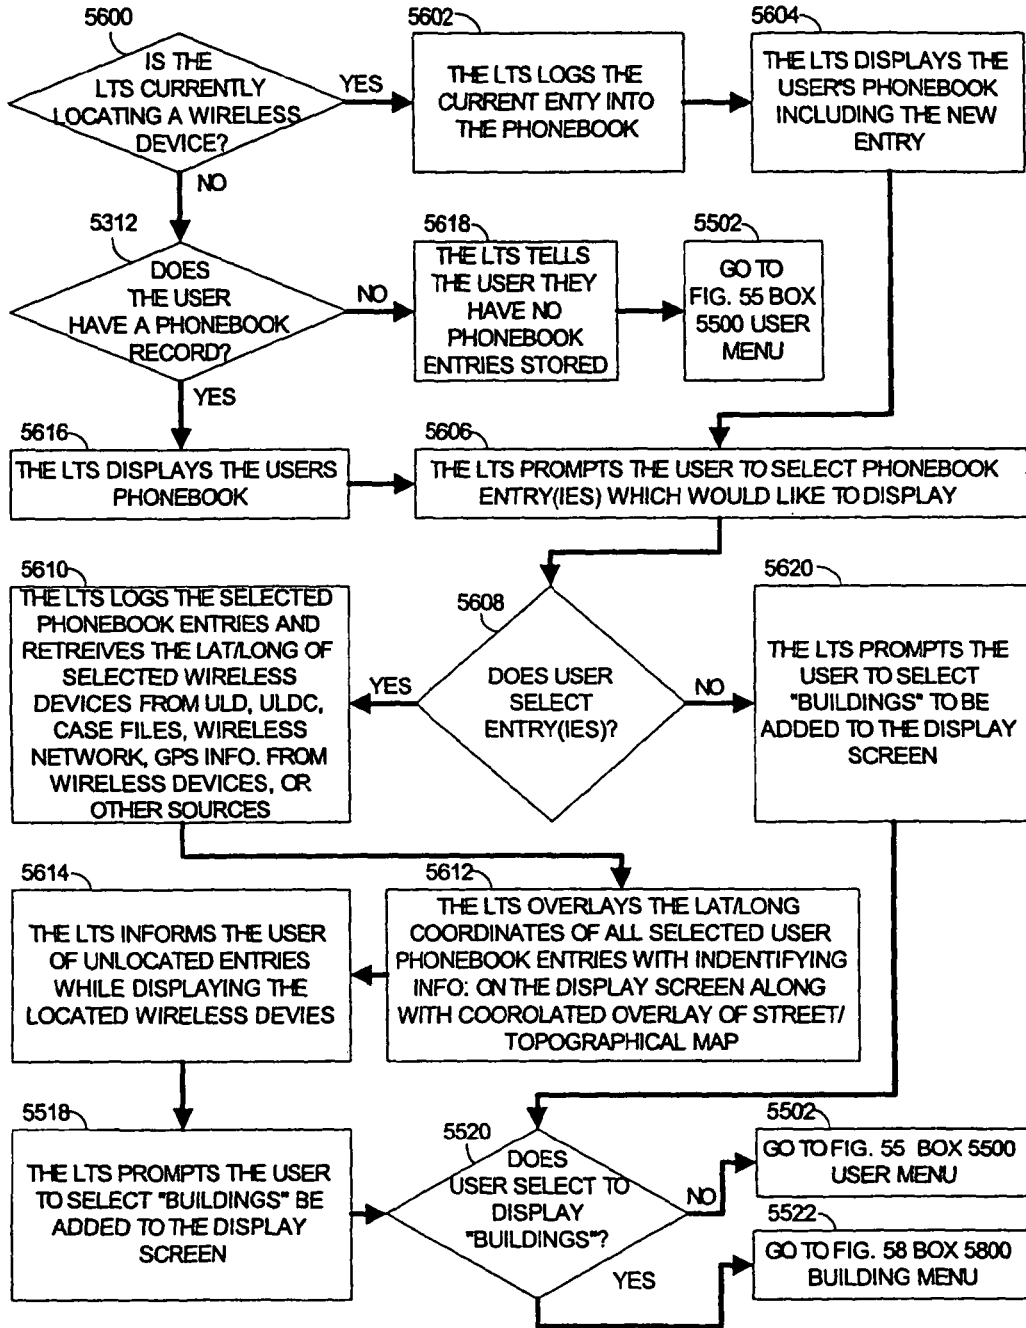 5600
IS THE
LTS CURRENTLY
LOCATING A WIRELESS
DEVICE?
YES
NO
5602
THE LTS LOGS THE
CURRENT ENTY INTO
THE PHONEBOOK
5604
THE LTS DISPLAYS THE
USER'S PHONEBOOK
INCLUDING THE NEW
ENTRY
5312
DOES
THE USER
HAVE A PHONEBOOK
RECORD?
NO
YES
5618
THE LTS TELLS
THE USER THEY
HAVE NO
PHONEBOOK
ENTRIES STORED
5502
GO TO
FIG. 55 BOX
5500 USER
MENU
5616
THE LTS DISPLAYS THE USERS
PHONEBOOK
5606
THE LTS PROMPTS THE USER TO SELECT PHONEBOOK
ENTRY(IES) WHICH WOULD LIKE TO DISPLAY
5610
THE LTS LOGS THE SELECTED
PHONEBOOK ENTRIES AND
RETREIVES THE LAT/LONG OF
SELECTED WIRELESS
DEVICES FROM ULD, ULDC,
CASE FILES, WIRELESS
NETWORK, GPS INFO. FROM
WIRELESS DEVICES, OR
OTHER SOURCES
5608
DOES USER
SELECT
ENTRY(IES)?
YES
NO
5620
THE LTS PROMPTS THE
USER TO SELECT
"BUILDINGS" TO BE
ADDED TO THE DISPLAY
SCREEN
5614
THE LTS INFORMS THE USER
OF UNLOCATED ENTRIES
WHILE DISPLAYING THE
LOCATED WIRELESS DEVIES
5612
THE LTS OVERLAYS THE LAT/LONG
COORDINATES OF ALL SELECTED USER
PHONEBOOK ENTRIES WITH INDENTIFYING
INFO: ON THE DISPLAY SCREEN ALONG
WITH COOROLATED OVERLAY OF STREET/
TOPOGRAPHICAL MAP
5518
THE LTS PROMPTS THE USER
TO SELECT "BUILDINGS" BE
ADDED TO THE DISPLAY
SCREEN
5520
DOES
USER SELECT TO
DISPLAY
"BUILDINGS"?
NO
YES
5502
GO TO FIG. 55 BOX 5500
USER MENU
5522
GO TO FIG. 58 BOX 5800
BUILDING MENU